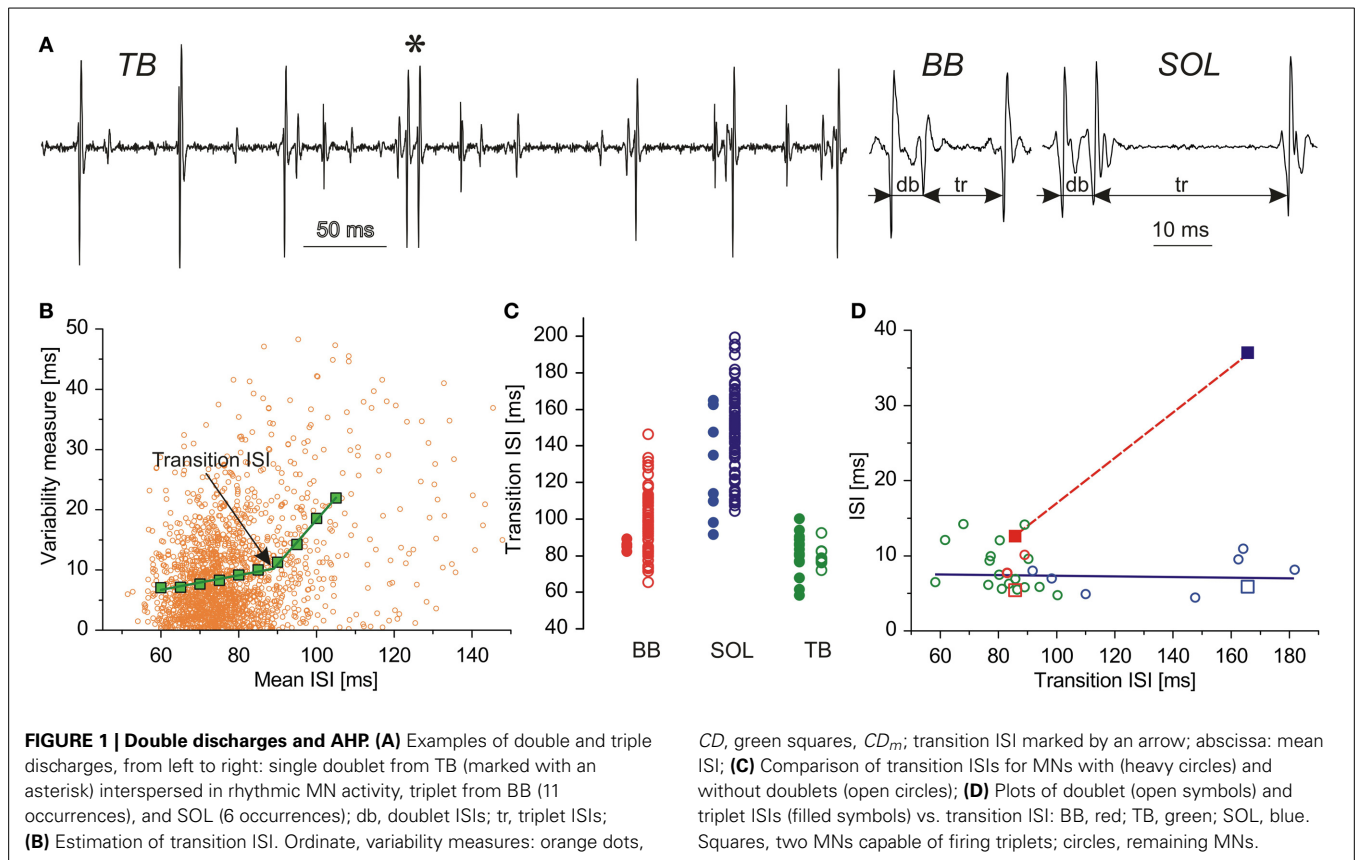 A
TB
*
BB
SOL
db
tr
db
tr
50 ms
10 ms
B
Variability measure [ms]
50
40
30
20
10
0
Transition ISI
60 80 100 120 140
Mean ISI [ms]
C
Transition ISI [ms]
200
180
160
140
120
100
80
60
40
BB SOL TB
D
ISI [ms]
40
30
20
10
0
60 80 100 120 140 160 180
Transition ISI [ms]
FIGURE 1 | Double discharges and AHP. (A) Examples of double and triple
discharges, from left to right: single doublet from TB (marked with an
asterisk) interspersed in rhythmic MN activity, triplet from BB (11
occurrences), and SOL (6 occurrences); db, doublet ISIs; tr, triplet ISIs;
(B) Estimation of transition ISI. Ordinate, variability measures: orange dots,
CD, green squares, CDm; transition ISI marked by an arrow; abscissa: mean
ISI; (C) Comparison of transition ISIs for MNs with (heavy circles) and
without doublets (open circles); (D) Plots of doublet (open symbols) and
triplet ISIs (filled symbols) vs. transition ISI: BB, red; TB, green; SOL, blue.
Squares, two MNs capable of firing triplets; circles, remaining MNs.